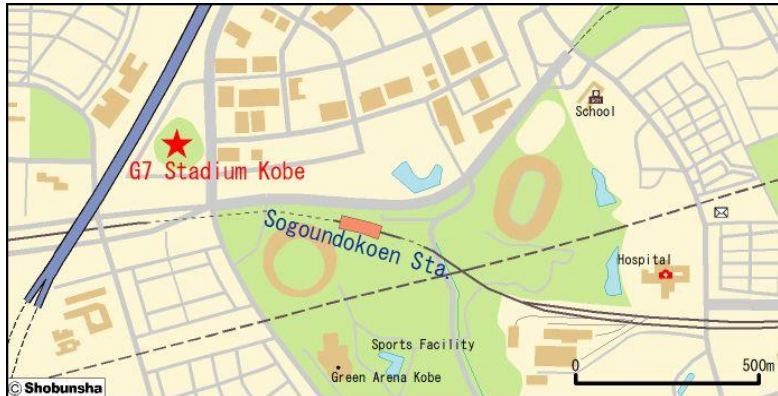 School
G7 Stadium Kobe
Sogoundokoen Sta.
Hospital
Sports Facility
Green Arena Kobe
0
500m
© Shobunsha